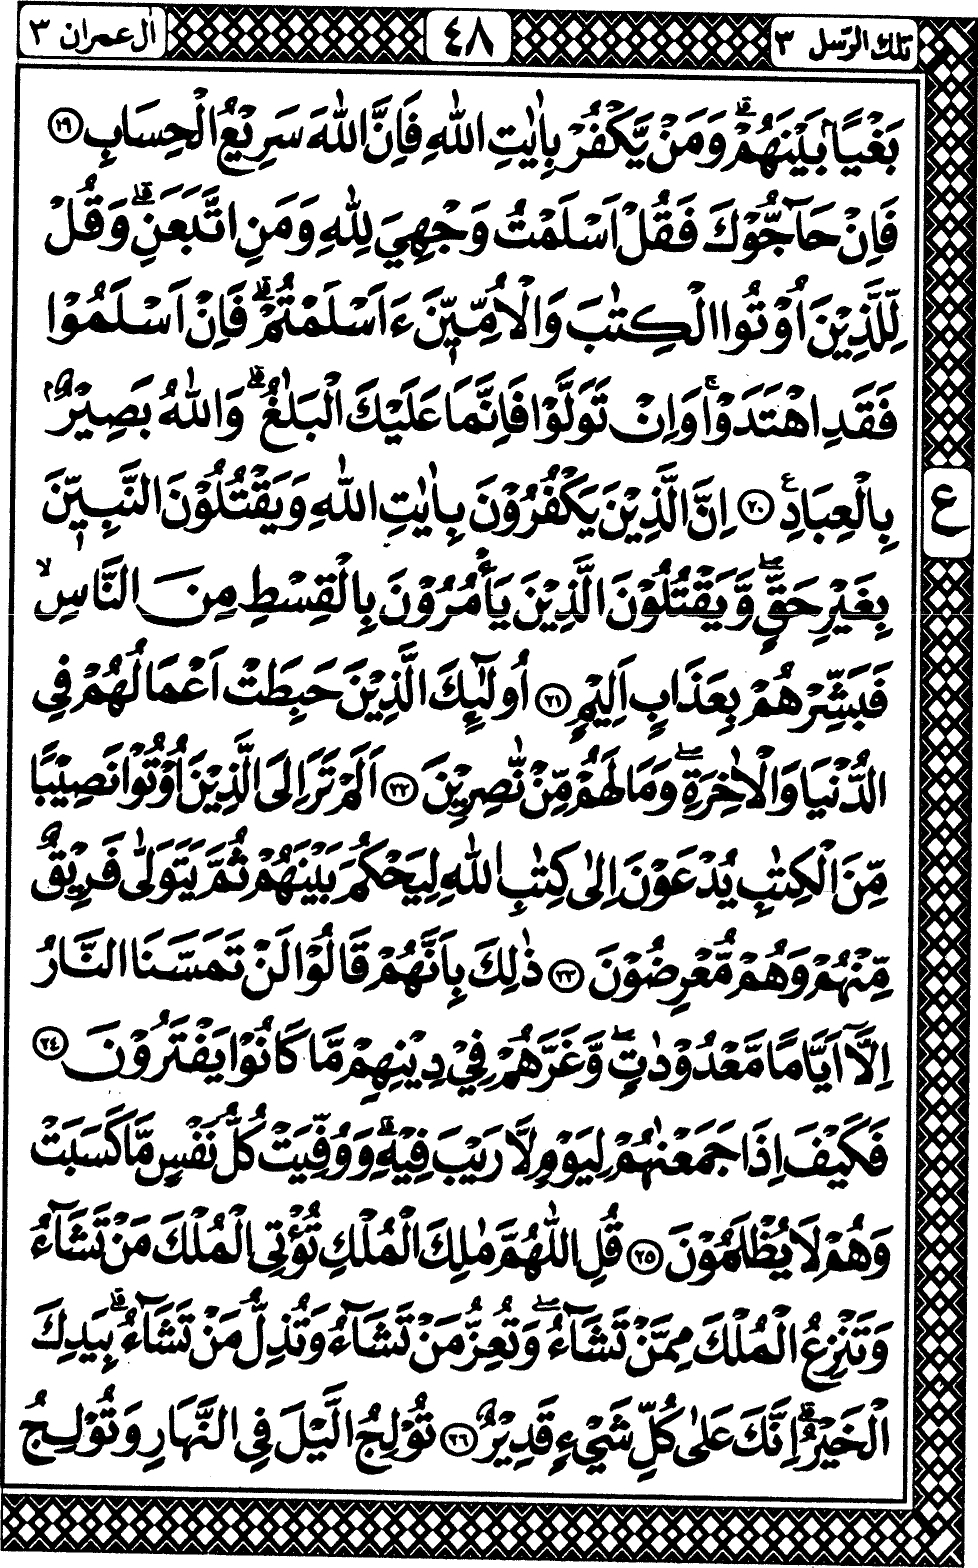 تلك الرسل ٣
٤٨
اٰل عمران ٣
بَغْيًۢا بَيْنَهُمْ ؕ وَمَنْ يَّكْفُرْ بِاٰيٰتِ اللّٰهِ فَاِنَّ اللّٰهَ سَرِيْعُ الْحِسَابِ ﴿١٩﴾
فَاِنْ حَآجُّوْكَ فَقُلْ اَسْلَمْتُ وَجْهِيَ لِلّٰهِ وَمَنِ اتَّبَعَنِ ؕ وَقُلْ
لِّلَّذِيْنَ اُوْتُوا الْكِتٰبَ وَالْاُمِّيّٖنَ ءَاَسْلَمْتُمْ ؕ فَاِنْ اَسْلَمُوْا
فَقَدِ اهْتَدَوْا ۚ وَاِنْ تَوَلَّوْا فَاِنَّمَا عَلَيْكَ الْبَلٰغُ ؕ وَاللّٰهُ بَصِيْرٌۢ
بِالْعِبَادِ ﴿٢٠﴾ اِنَّ الَّذِيْنَ يَكْفُرُوْنَ بِاٰيٰتِ اللّٰهِ وَيَقْتُلُوْنَ النَّبِيّٖنَ
ع
بِغَيْرِ حَقٍّ ۙ وَّيَقْتُلُوْنَ الَّذِيْنَ يَاْمُرُوْنَ بِالْقِسْطِ مِنَ النَّاسِ ۙ
فَبَشِّرْهُمْ بِعَذَابٍ اَلِيْمٍ ﴿٢١﴾ اُولٰٓئِكَ الَّذِيْنَ حَبِطَتْ اَعْمَالُهُمْ فِي
الدُّنْيَا وَالْاٰخِرَةِ ۖ وَمَا لَهُمْ مِّنْ نّٰصِرِيْنَ ﴿٢٢﴾ اَلَمْ تَرَ اِلَى الَّذِيْنَ اُوْتُوْا نَصِيْبًا
مِّنَ الْكِتٰبِ يُدْعَوْنَ اِلٰى كِتٰبِ اللّٰهِ لِيَحْكُمَ بَيْنَهُمْ ثُمَّ يَتَوَلّٰى فَرِيْقٌ
مِّنْهُمْ وَهُمْ مُّعْرِضُوْنَ ﴿٢٣﴾ ذٰلِكَ بِاَنَّهُمْ قَالُوْا لَنْ تَمَسَّنَا النَّارُ
اِلَّآ اَيَّامًا مَّعْدُوْدٰتٍ ۖ وَّغَرَّهُمْ فِيْ دِيْنِهِمْ مَّا كَانُوْا يَفْتَرُوْنَ ﴿٢٤﴾
فَكَيْفَ اِذَا جَمَعْنٰهُمْ لِيَوْمٍ لَّا رَيْبَ فِيْهِ ۗ وَوُفِّيَتْ كُلُّ نَفْسٍ مَّا كَسَبَتْ
وَهُمْ لَا يُظْلَمُوْنَ ﴿٢٥﴾ قُلِ اللّٰهُمَّ مٰلِكَ الْمُلْكِ تُؤْتِي الْمُلْكَ مَنْ تَشَآءُ
وَتَنْزِعُ الْمُلْكَ مِمَّنْ تَشَآءُ ۖ وَتُعِزُّ مَنْ تَشَآءُ وَتُذِلُّ مَنْ تَشَآءُ ؕ بِيَدِكَ
الْخَيْرُ ؕ اِنَّكَ عَلٰى كُلِّ شَيْءٍ قَدِيْرٌ ﴿٢٦﴾ تُوْلِجُ الَّيْلَ فِي النَّهَارِ وَتُوْلِجُ